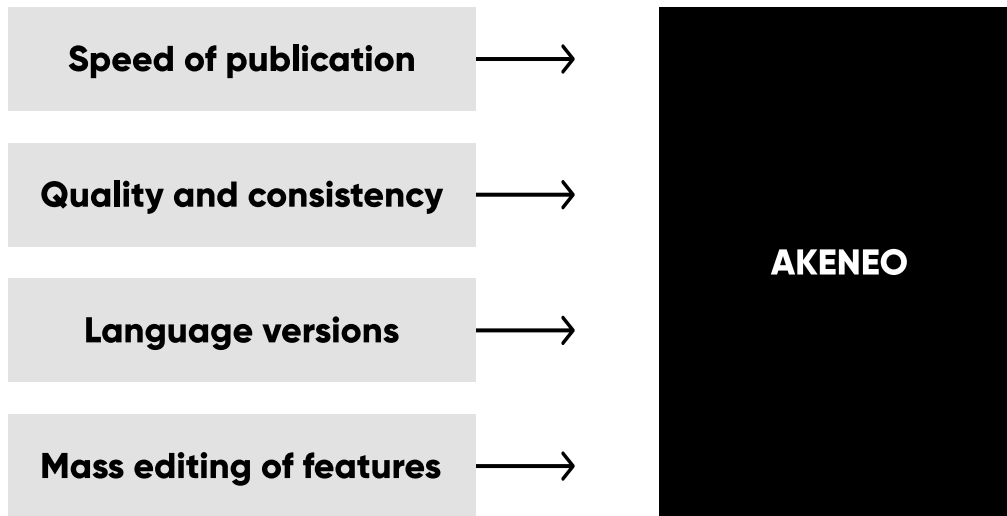 Speed of publication
Quality and consistency
Language versions
Mass editing of features
AKENEO